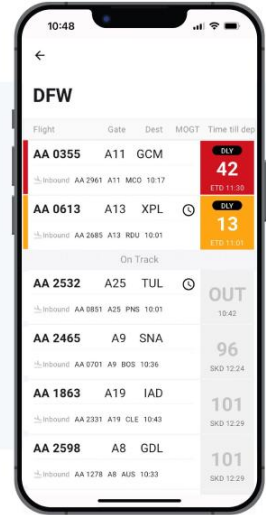 10:48
DFW
Flight Gate Dest MOGT Time till dep
AA 0355 A11 GCM DLY
42
Inbound AA 2961 A11 MCO 10:17 ETD 11:30
AA 0613 A13 XPL DLY
13
Inbound AA 2685 A13 RDU 10:01 ETD 11:01
On Track
AA 2532 A25 TUL OUT
Inbound AA 0851 A25 PNS 10:01 10:42
AA 2465 A9 SNA 96
Inbound AA 0701 A9 BOS 10:36 SKD 12:24
AA 1863 A19 IAD 101
Inbound AA 2331 A19 CLE 10:43 SKD 12:29
AA 2598 A8 GDL 101
Inbound AA 1278 A8 AUS 10:33 SKD 12:29